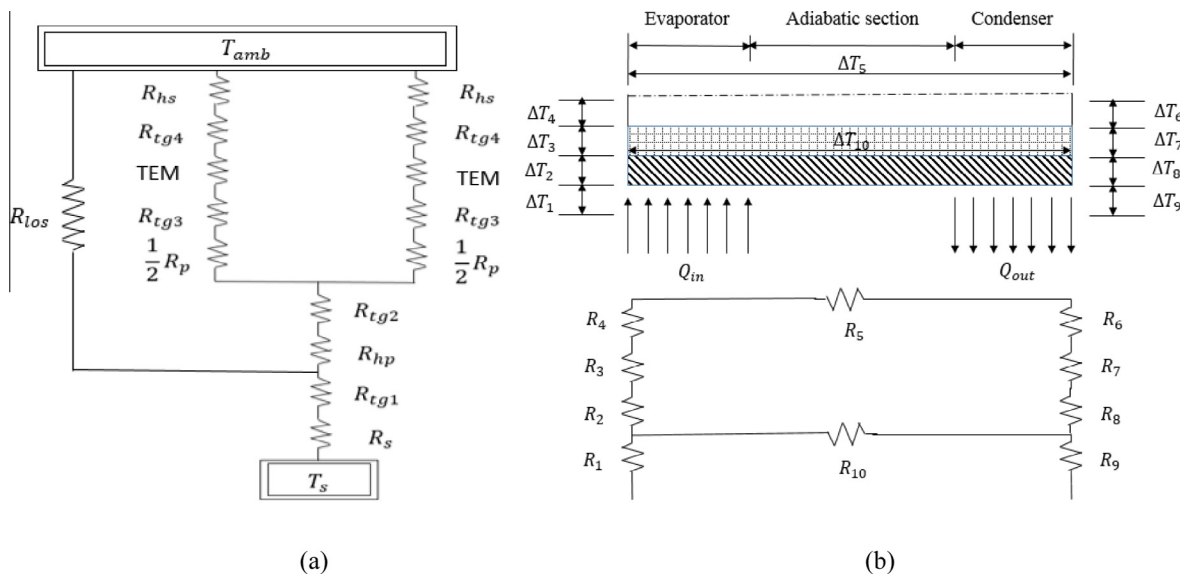 T_amb
R_hs
R_hs
R_tg4
R_tg4
TEM
TEM
R_los
R_tg3
R_tg3
1/2 R_p
1/2 R_p
R_tg2
R_hp
R_tg1
R_s
T_s
(a)
Evaporator Adiabatic section Condenser
ΔT_5
ΔT_4
ΔT_6
ΔT_3
ΔT_10
ΔT_7
ΔT_2
ΔT_8
ΔT_1
ΔT_9
Q_in
Q_out
R_4
R_5
R_6
R_3
R_7
R_2
R_8
R_1
R_10
R_9
(b)